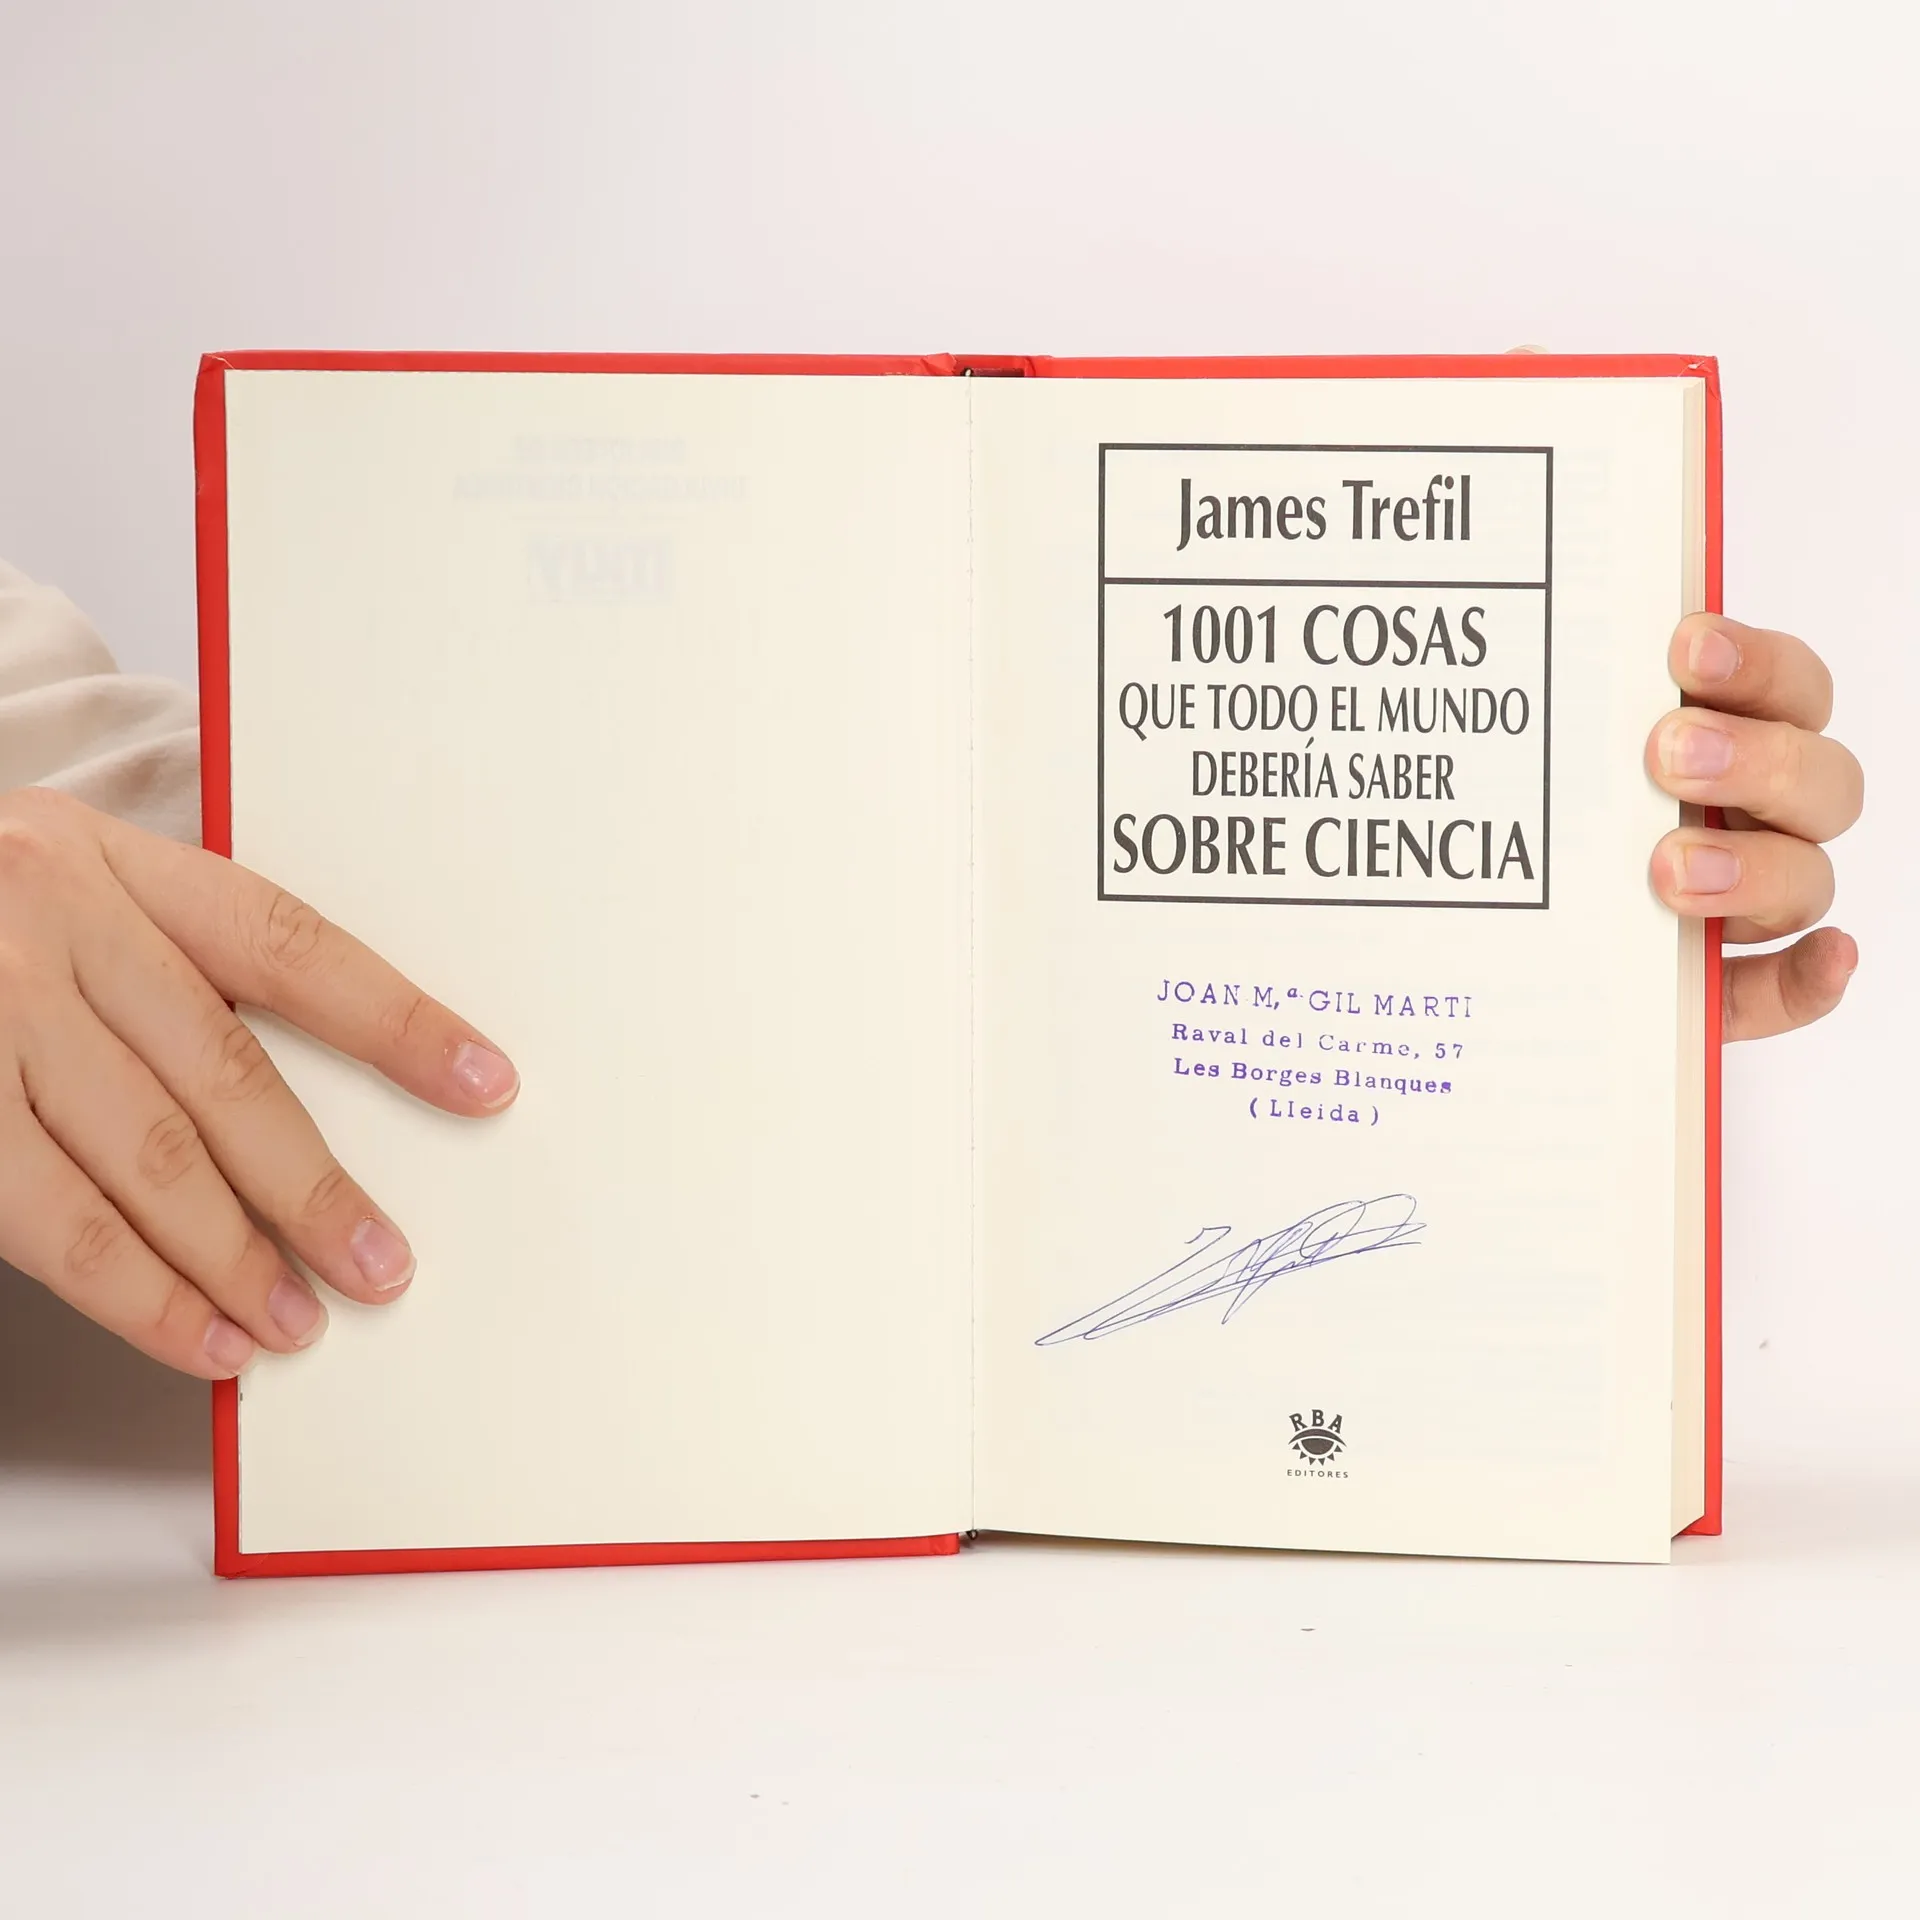 James Trefil
1001 COSAS
QUE TODO EL MUNDO
DEBERÍA SABER
SOBRE CIENCIA
JOAN M,ª GIL MARTI
Raval del Carme, 57
Les Borges Blanques
( Lleida )
RBA
EDITORES